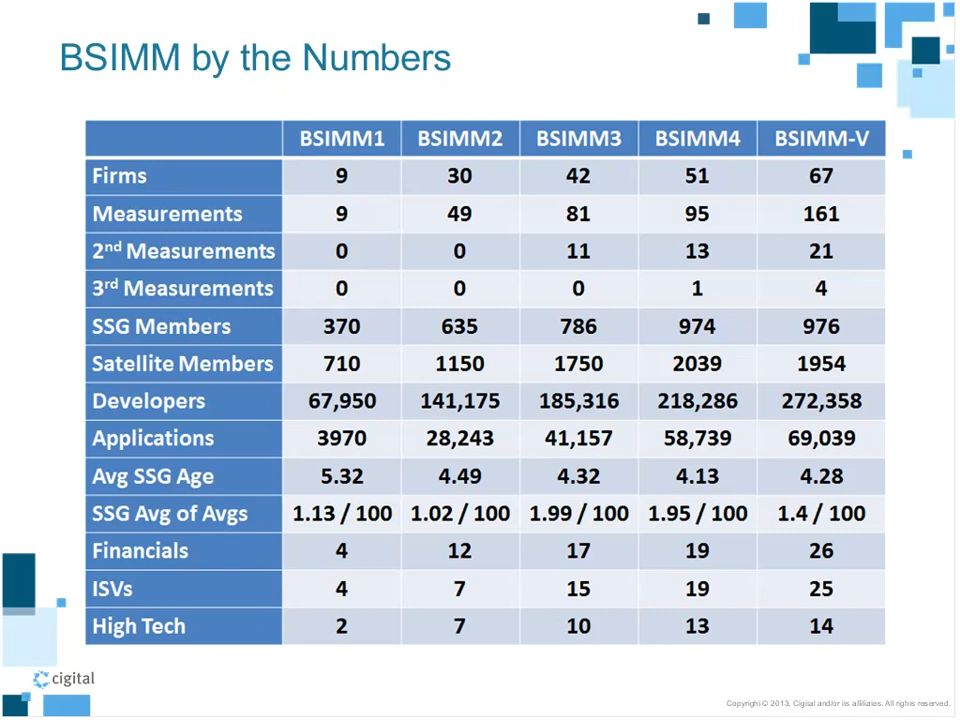 BSIMM by the Numbers
BSIMM1 BSIMM2 BSIMM3 BSIMM4 BSIMM-V
Firms 9 30 42 51 67
Measurements 9 49 81 95 161
2nd Measurements 0 0 11 13 21
3rd Measurements 0 0 0 1 4
SSG Members 370 635 786 974 976
Satellite Members 710 1150 1750 2039 1954
Developers 67,950 141,175 185,316 218,286 272,358
Applications 3970 28,243 41,157 58,739 69,039
Avg SSG Age 5.32 4.49 4.32 4.13 4.28
SSG Avg of Avgs 1.13 / 100 1.02 / 100 1.99 / 100 1.95 / 100 1.4 / 100
Financials 4 12 17 19 26
ISVs 4 7 15 19 25
High Tech 2 7 10 13 14
cigital
Copyright © 2013, Cigital and/or its affiliates. All rights reserved.